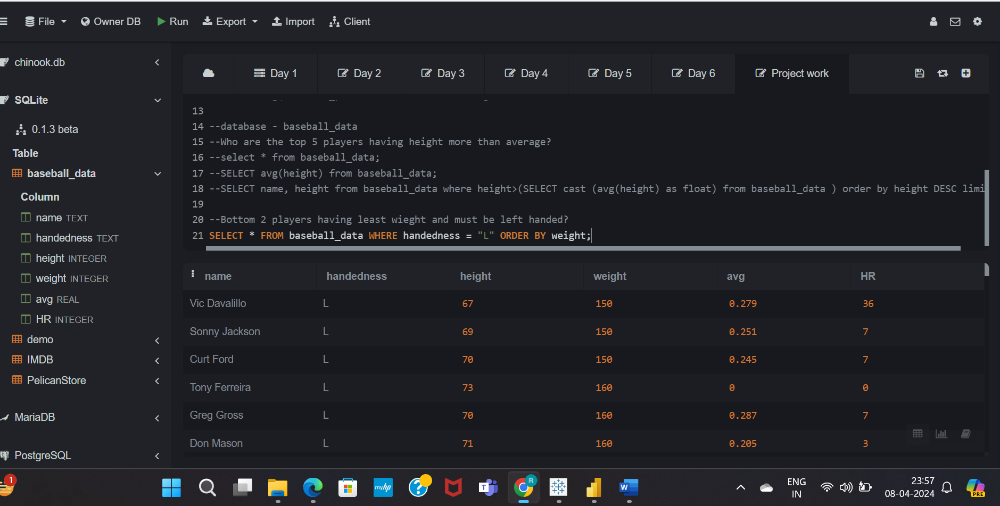 File Owner DB Run Export Import Client
chinook.db
SQLite
0.1.3 beta
Table
baseball_data
Column
name TEXT
handedness TEXT
height INTEGER
weight INTEGER
avg REAL
HR INTEGER
demo
IMDB
PelicanStore
MariaDB
PostgreSQL
Day 1 Day 2 Day 3 Day 4 Day 5 Day 6 Project work
13
14 --database - baseball_data
15 --Who are the top 5 players having height more than average?
16 --select * from baseball_data;
17 --SELECT avg(height) from baseball_data;
18 --SELECT name, height from baseball_data where height>(SELECT cast (avg(height) as float) from baseball_data ) order by height DESC limi
19
20 --Bottom 2 players having least wieght and must be left handed?
21 SELECT * FROM baseball_data WHERE handedness = "L" ORDER BY weight;
name handedness height weight avg HR
Vic Davalillo L 67 150 0.279 36
Sonny Jackson L 69 150 0.251 7
Curt Ford L 70 150 0.245 7
Tony Ferreira L 73 160 0 0
Greg Gross L 70 160 0.287 7
Don Mason L 71 160 0.205 3
1
myhp
?
T
R
W
ENG
IN
23:57
08-04-2024
PRE